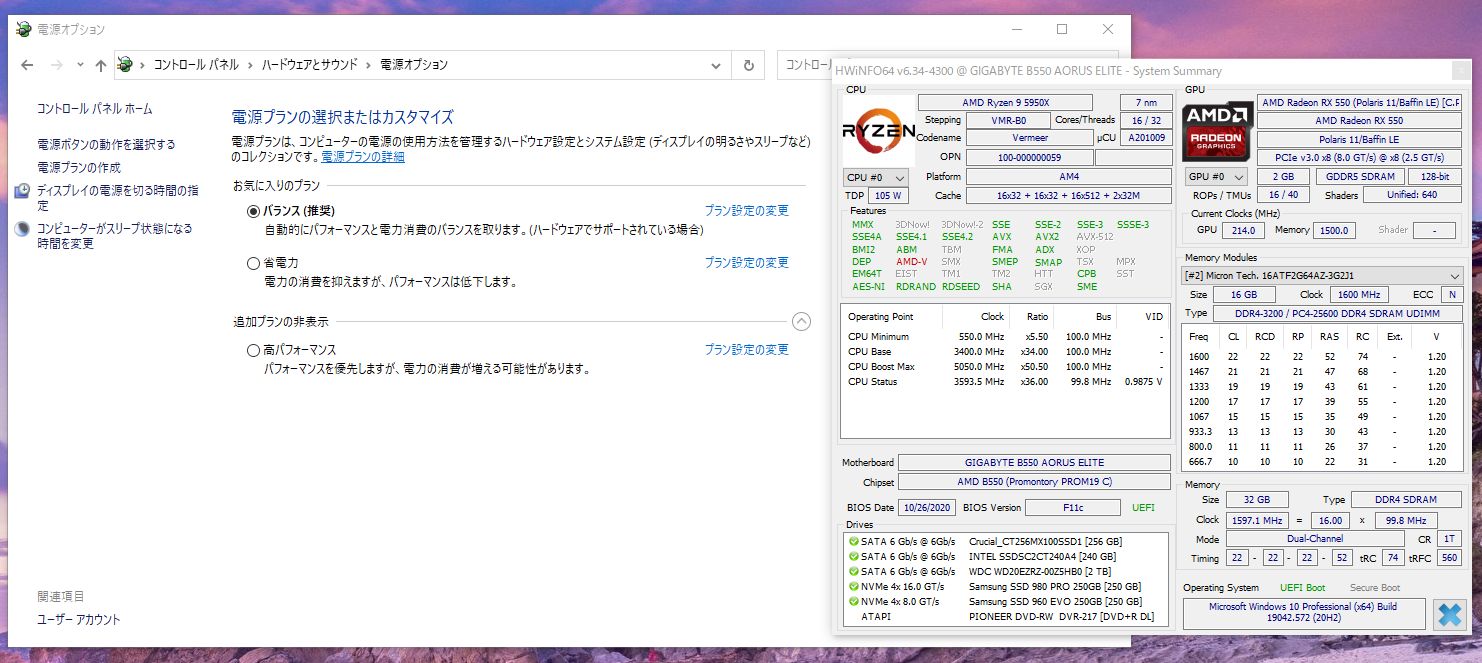 電源オプション
コントロール パネル › ハードウェアとサウンド › 電源オプション
コントロール
コントロール パネル ホーム
電源ボタンの動作を選択する
電源プランの作成
ディスプレイの電源を切る時間の指
定
コンピューターがスリープ状態になる
時間を変更
関連項目
ユーザー アカウント
電源プランの選択またはカスタマイズ
電源プランは、コンピューターの電源の使用方法を管理するハードウェア設定とシステム設定 (ディスプレイの明るさやスリープなど)
のコレクションです。電源プランの詳細
お気に入りのプラン
バランス (推奨) プラン設定の変更
自動的にパフォーマンスと電力消費のバランスを取ります。(ハードウェアでサポートされている場合)
省電力 プラン設定の変更
電力の消費を抑えますが、パフォーマンスは低下します。
追加プランの非表示
高パフォーマンス プラン設定の変更
パフォーマンスを優先しますが、電力の消費が増える可能性があります。
HWiNFO64 v6.34-4300 @ GIGABYTE B550 AORUS ELITE - System Summary
CPU
RYZEN
AMD Ryzen 9 5950X 7 nm
Stepping VMR-B0 Cores/Threads 16 / 32
Codename Vermeer µCU A201009
OPN 100-000000059
CPU #0 Platform AM4
TDP 105 W Cache 16x32 + 16x32 + 16x512 + 2x32M
Features
MMX 3DNow! 3DNow!-2 SSE SSE-2 SSE-3 SSSE-3
SSE4A SSE4.1 SSE4.2 AVX AVX2 AVX-512
BMI2 ABM TBM FMA ADX XOP
DEP AMD-V SMX SMEP SMAP TSX MPX
EM64T EIST TM1 TM2 HTT CPB SST
AES-NI RDRAND RDSEED SHA SGX SME
Operating Point Clock Ratio Bus VID
CPU Minimum 550.0 MHz x5.50 100.0 MHz -
CPU Base 3400.0 MHz x34.00 100.0 MHz -
CPU Boost Max 5050.0 MHz x50.50 100.0 MHz -
CPU Status 3593.5 MHz x36.00 99.8 MHz 0.9875 V
Motherboard GIGABYTE B550 AORUS ELITE
Chipset AMD B550 (Promontory PROM19 C)
BIOS Date 10/26/2020 BIOS Version F11c UEFI
Drives
SATA 6 Gb/s @ 6Gb/s Crucial_CT256MX100SSD1 [256 GB]
SATA 6 Gb/s @ 6Gb/s INTEL SSDSC2CT240A4 [240 GB]
SATA 6 Gb/s @ 6Gb/s WDC WD20EZRZ-00Z5HB0 [2 TB]
NVMe 4x 16.0 GT/s Samsung SSD 980 PRO 250GB [250 GB]
NVMe 4x 8.0 GT/s Samsung SSD 960 EVO 250GB [250 GB]
ATAPI PIONEER DVD-RW DVR-217 [DVD+R DL]
GPU
AMD
RADEON
GRAPHICS
AMD Radeon RX 550 (Polaris 11/Baffin LE) [C.P
AMD Radeon RX 550
Polaris 11/Baffin LE
PCIe v3.0 x8 (8.0 GT/s) @ x8 (2.5 GT/s)
GPU #0 2 GB GDDR5 SDRAM 128-bit
ROPs / TMUs 16 / 40 Shaders Unified: 640
Current Clocks (MHz)
GPU 214.0 Memory 1500.0 Shader -
Memory Modules
[#2] Micron Tech. 16ATF2G64AZ-3G2J1
Size 16 GB Clock 1600 MHz ECC N
Type DDR4-3200 / PC4-25600 DDR4 SDRAM UDIMM
Freq CL RCD RP RAS RC Ext. V
1600 22 22 22 52 74 - 1.20
1467 21 21 21 47 68 - 1.20
1333 19 19 19 43 61 - 1.20
1200 17 17 17 39 55 - 1.20
1067 15 15 15 35 49 - 1.20
933.3 13 13 13 30 43 - 1.20
800.0 11 11 11 26 37 - 1.20
666.7 10 10 10 22 31 - 1.20
Memory
Size 32 GB Type DDR4 SDRAM
Clock 1597.1 MHz = 16.00 x 99.8 MHz
Mode Dual-Channel CR 1T
Timing 22 - 22 - 22 - 52 tRC 74 tRFC 560
Operating System UEFI Boot Secure Boot
Microsoft Windows 10 Professional (x64) Build
19042.572 (20H2)